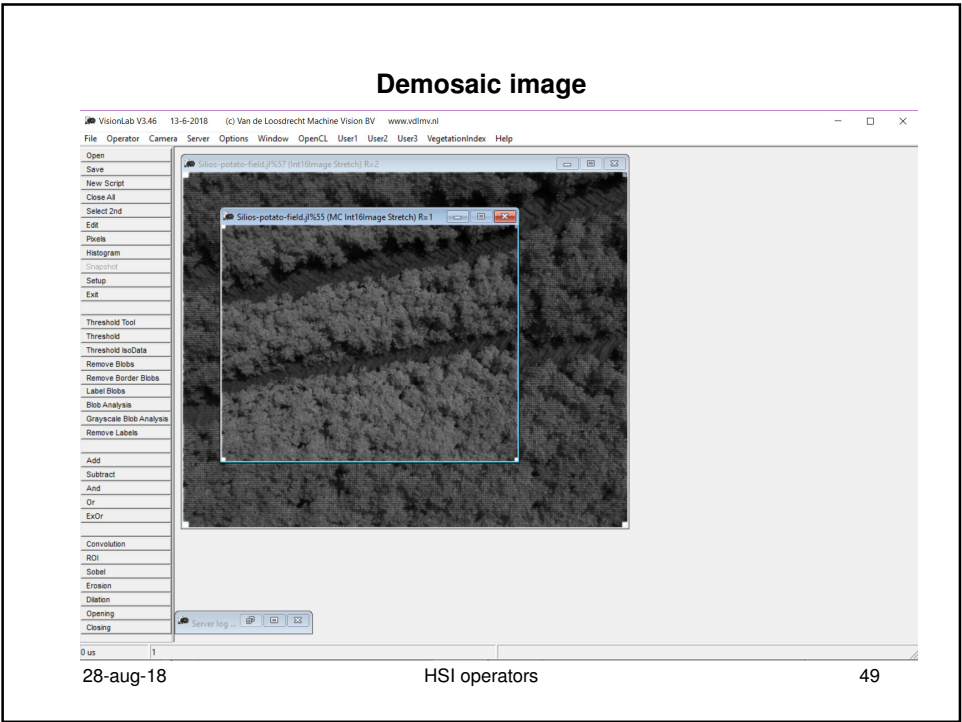 Demosaic image
VisionLab V3.46 13-6-2018 (c) Van de Loosdrecht Machine Vision BV www.vdlmv.nl
File Operator Camera Server Options Window OpenCL User1 User2 User3 VegetationIndex Help
Open
Save
New Script
Close All
Select 2nd
Edit
Pixels
Histogram
Snapshot
Setup
Exit
Threshold Tool
Threshold
Threshold IsoData
Remove Blobs
Remove Border Blobs
Label Blobs
Blob Analysis
Grayscale Blob Analysis
Remove Labels
Add
Subtract
And
Or
ExOr
Convolution
ROI
Sobel
Erosion
Dilation
Opening
Closing
Silios-potato-field.jl%57 (Int16Image Stretch) R=2
Silios-potato-field.jl%55 (MC Int16Image Stretch) R=1
Server log ...
0 us 1
28-aug-18 HSI operators 49